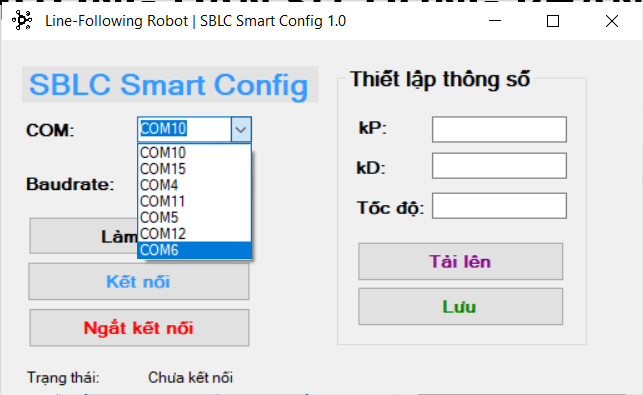 Line-Following Robot | SBLC Smart Config 1.0
SBLC Smart Config
COM:
COM10
COM10
COM15
COM4
COM11
COM5
COM12
COM6
Baudrate:
Làm
Kết nối
Ngắt kết nối
Trạng thái:
Chưa kết nối
Thiết lập thông số
kP:
kD:
Tốc độ:
Tải lên
Lưu